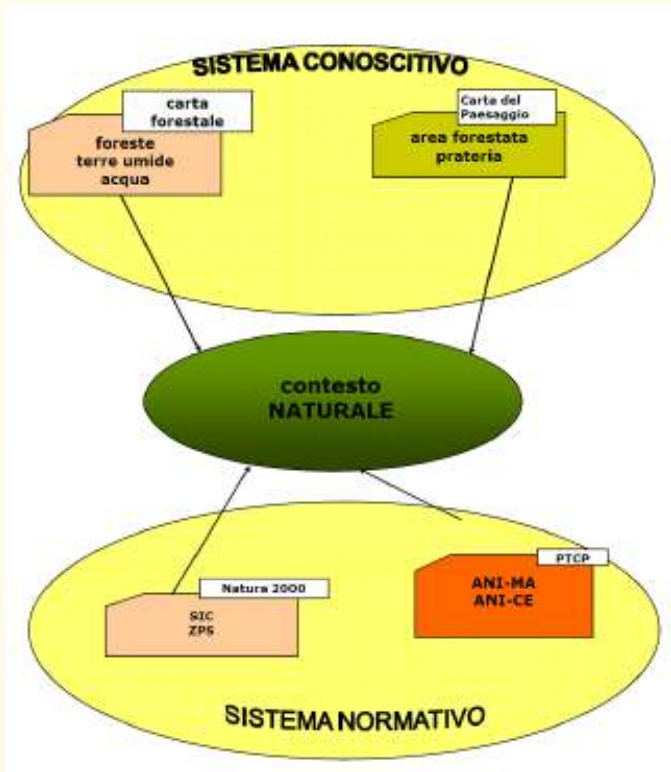 SISTEMA CONOSCITIVO
carta
forestale
foreste
terre umide
acqua
Carta del
Paesaggio
area forestata
prateria
contesto
NATURALE
Natura 2000
SIC
ZPS
PTCP
ANI-MA
ANI-CE
SISTEMA NORMATIVO